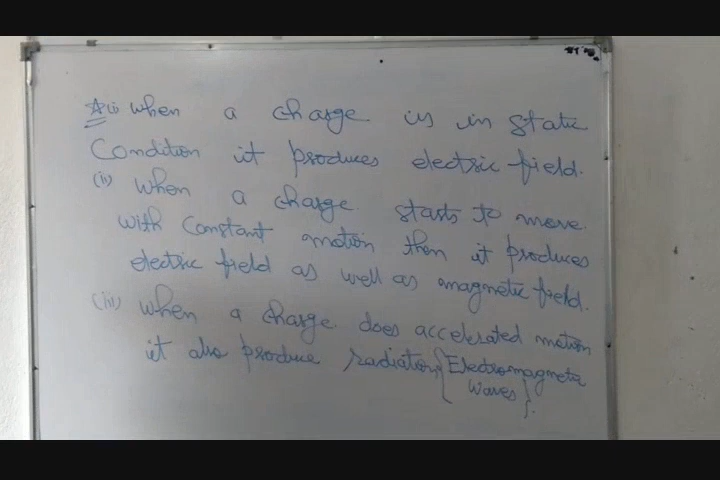 (i) When a charge is in static
Condition it produces electric field.
(ii) When a charge starts to move
with constant motion then it produces
electric field as well as magnetic field.
(iii) When a charge does accelerated motion
it also produce radiation {Electromagnetic
Waves}.